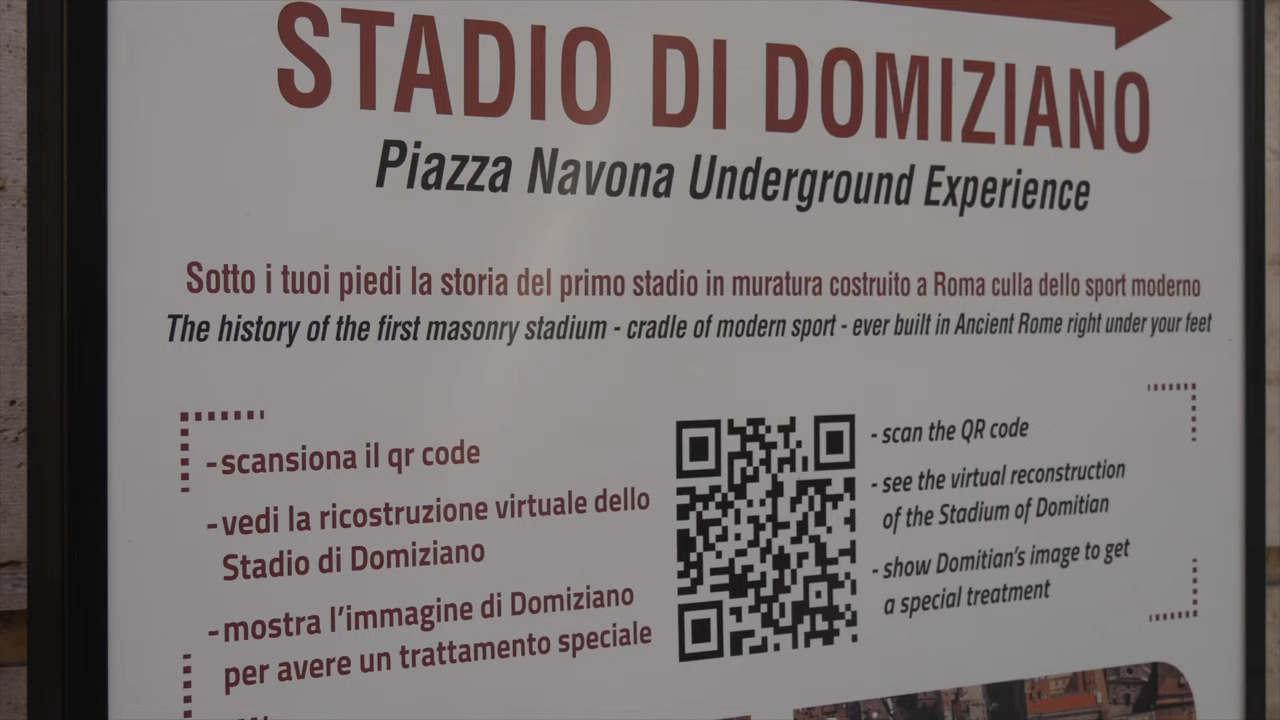 STADIO DI DOMIZIANO
Piazza Navona Underground Experience
Sotto i tuoi piedi la storia del primo stadio in muratura costruito a Roma culla dello sport moderno
The history of the first masonry stadium - cradle of modern sport - ever built in Ancient Rome right under your feet
- scansiona il qr code
- vedi la ricostruzione virtuale dello
Stadio di Domiziano
- mostra l'immagine di Domiziano
per avere un trattamento speciale
- scan the QR code
- see the virtual reconstruction
of the Stadium of Domitian
- show Domitian's image to get
a special treatment